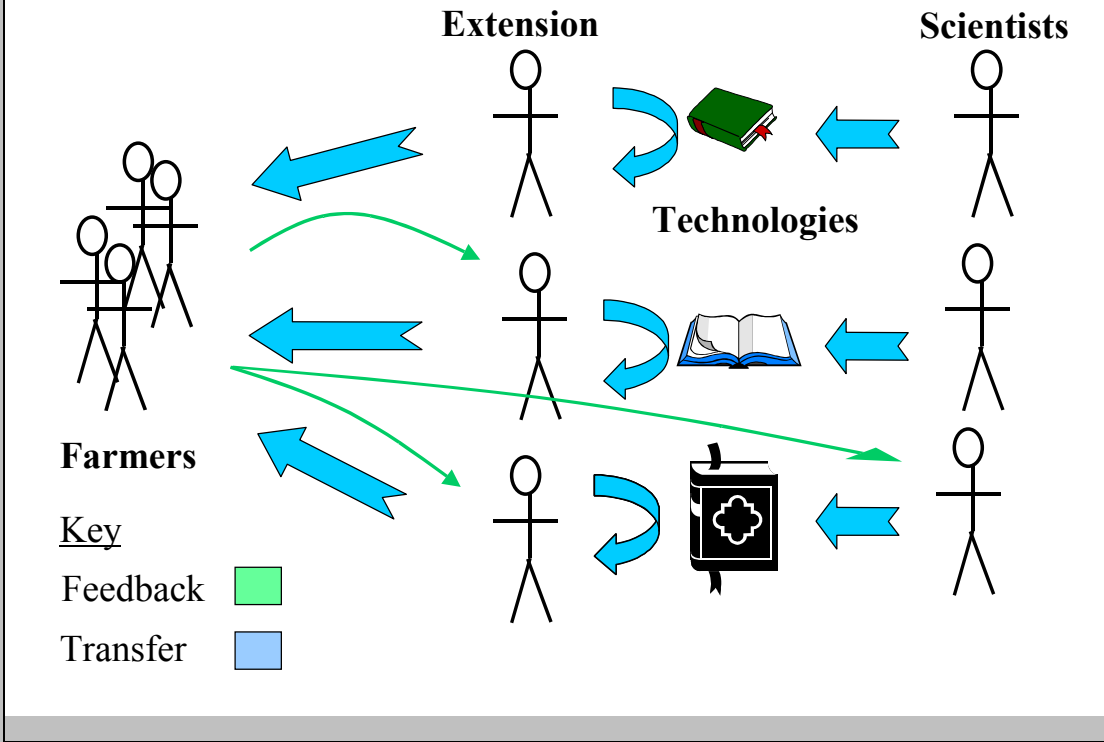 Extension
Scientists
Technologies
Farmers
Key
Feedback
Transfer